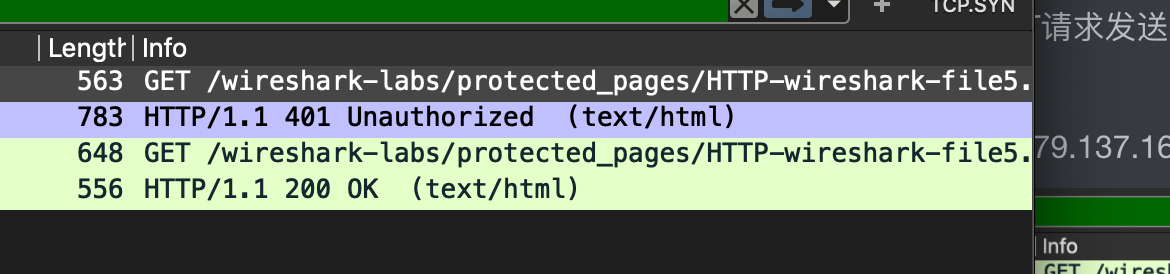 TCP.SYN
Length Info
563 GET /wireshark-labs/protected_pages/HTTP-wireshark-file5.
783 HTTP/1.1 401 Unauthorized (text/html)
648 GET /wireshark-labs/protected_pages/HTTP-wireshark-file5.
556 HTTP/1.1 200 OK (text/html)
请求发送
79.137.16
Info
GET /wires